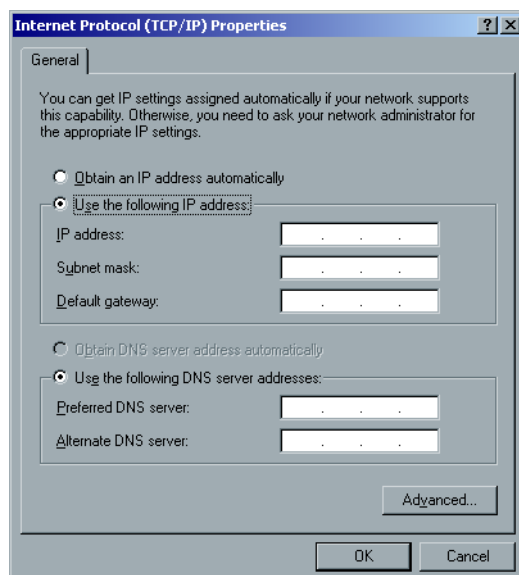 Internet Protocol (TCP/IP) Properties
General
You can get IP settings assigned automatically if your network supports
this capability. Otherwise, you need to ask your network administrator for
the appropriate IP settings.
Obtain an IP address automatically
Use the following IP address:
IP address:
Subnet mask:
Default gateway:
Obtain DNS server address automatically
Use the following DNS server addresses:
Preferred DNS server:
Alternate DNS server:
Advanced...
OK Cancel